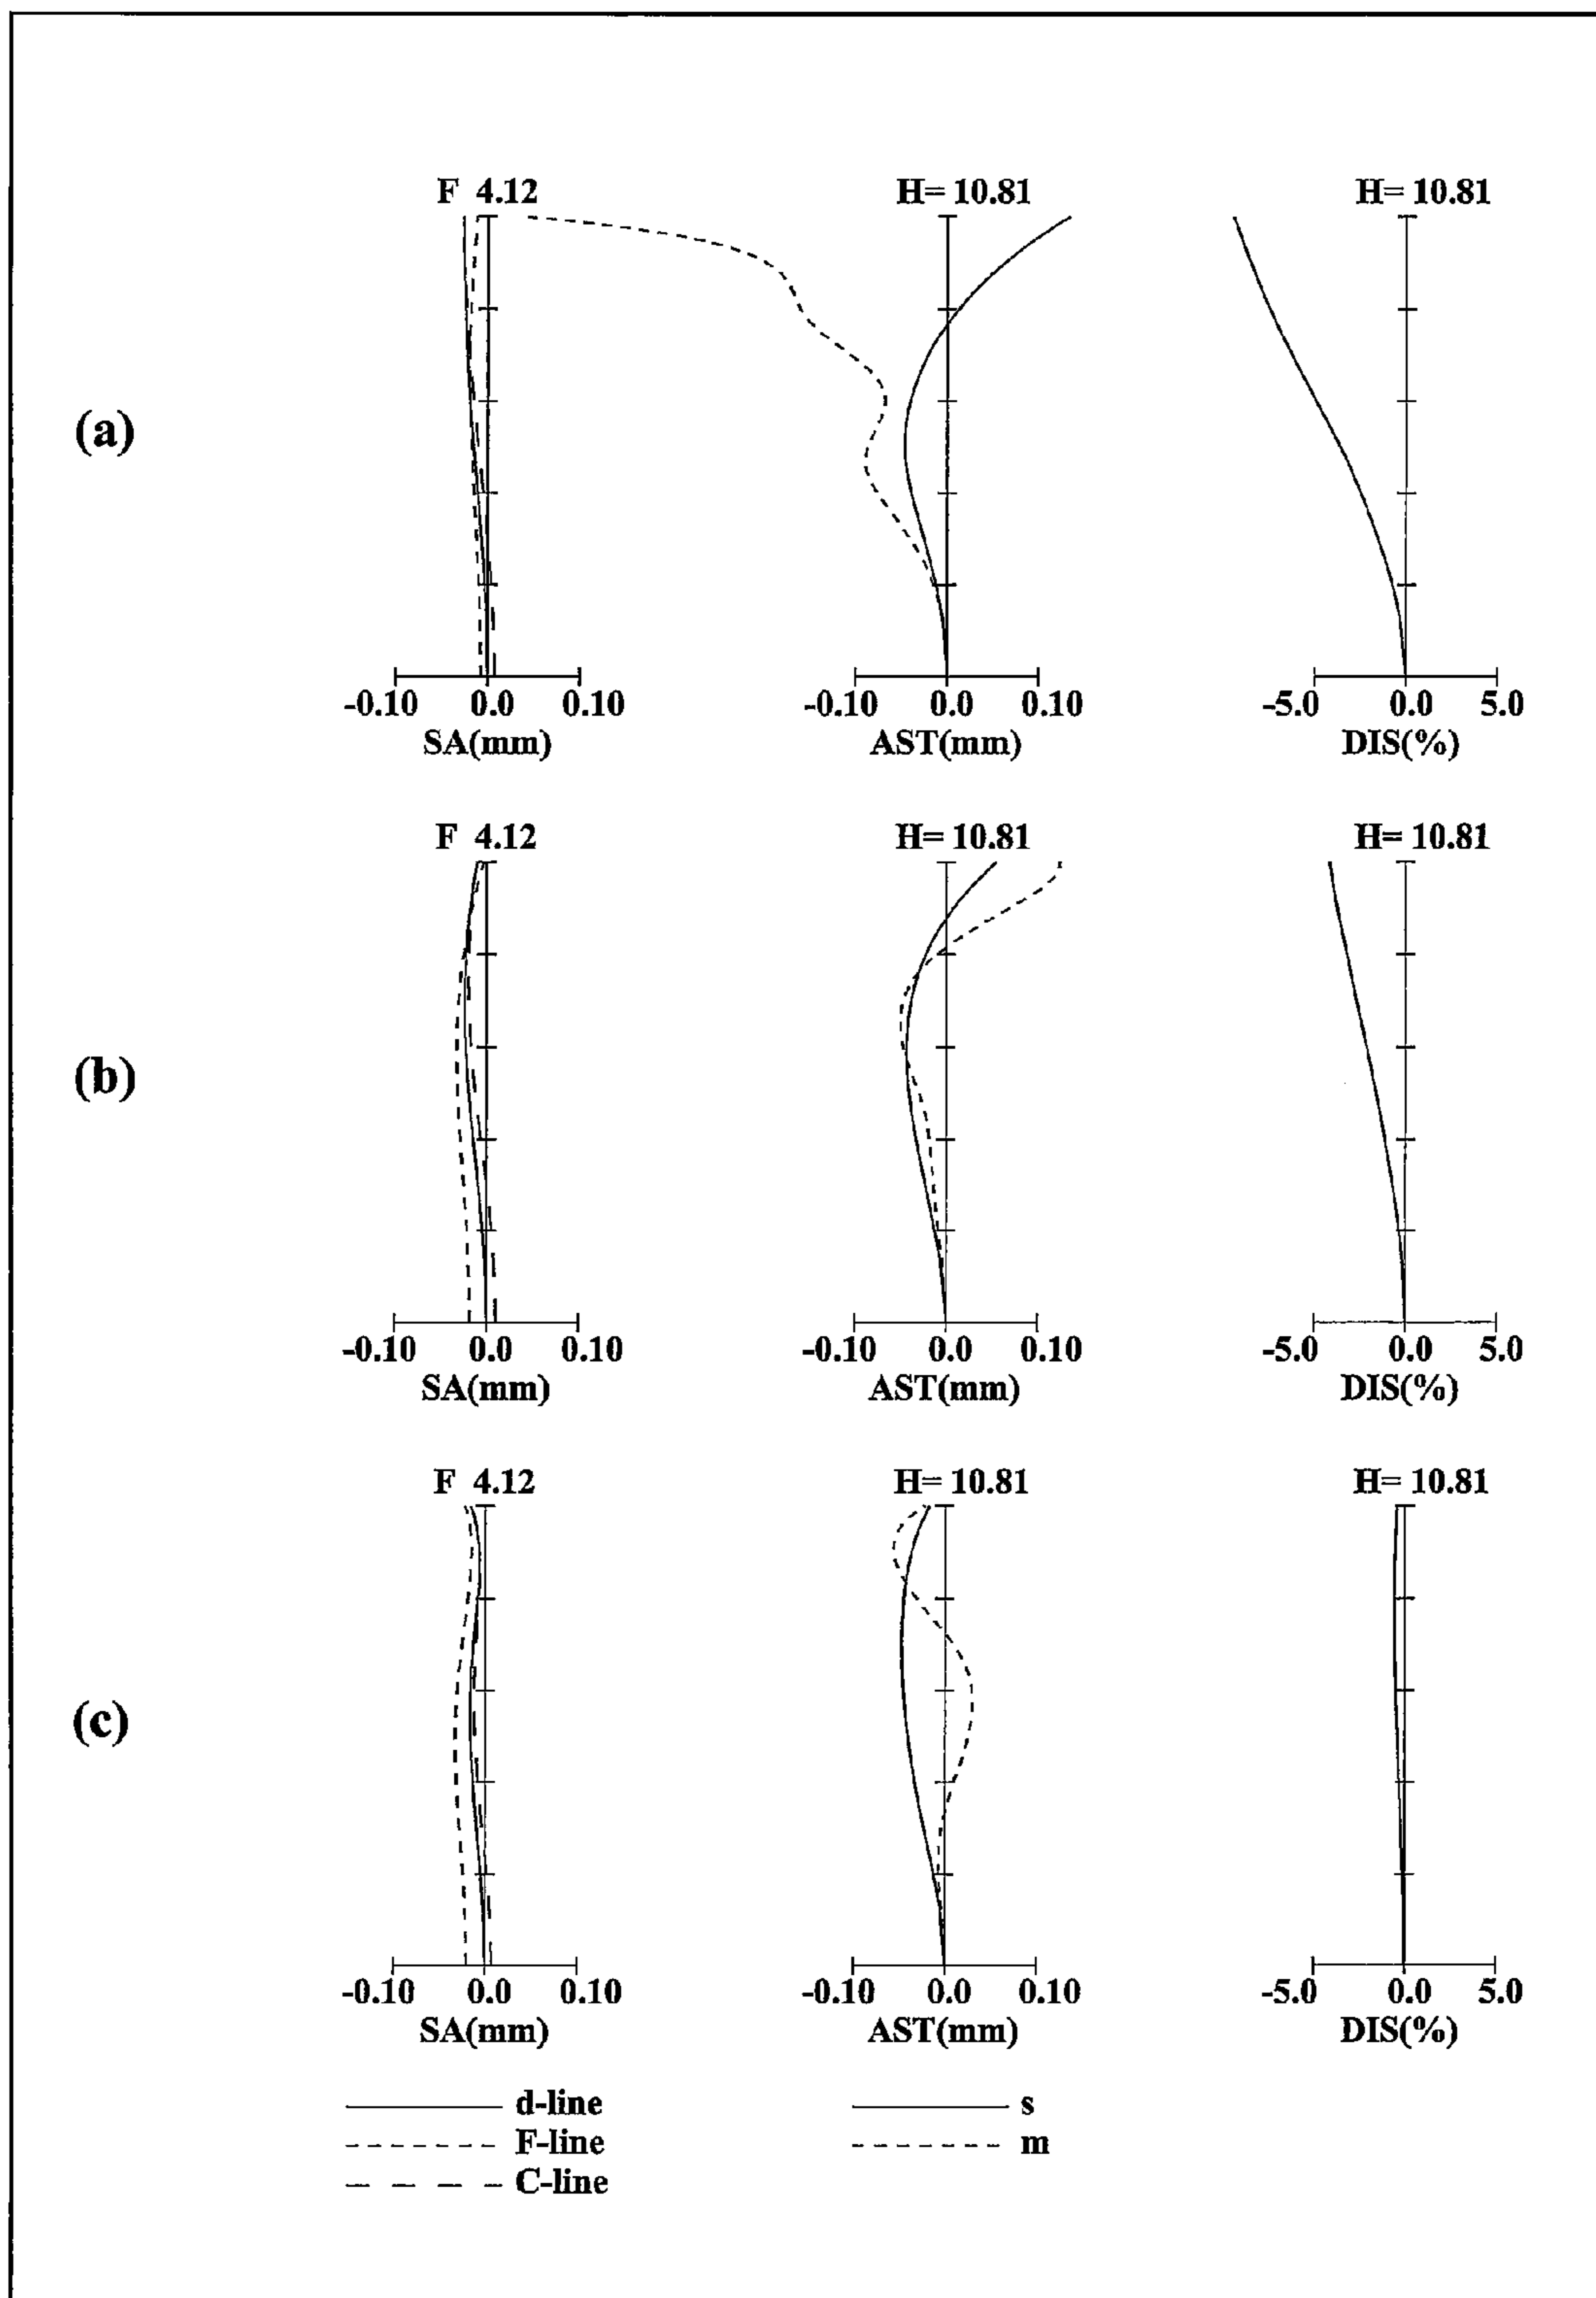 F 4.12 H= 10.81 H= 10.81
(a)
-0.10 0.0 0.10 -0.10 0.0 0.10 -5.0 0.0 5.0
SA(mm) AST(mm) DIS(%)
F 4.12 H= 10.81 H= 10.81
(b)
-0.10 0.0 0.10 -0.10 0.0 0.10 -5.0 0.0 5.0
SA(mm) AST(mm) DIS(%)
F 4.12 H= 10.81 H= 10.81
(c)
-0.10 0.0 0.10 -0.10 0.0 0.10 -5.0 0.0 5.0
SA(mm) AST(mm) DIS(%)
d-line s
F-line m
C-line